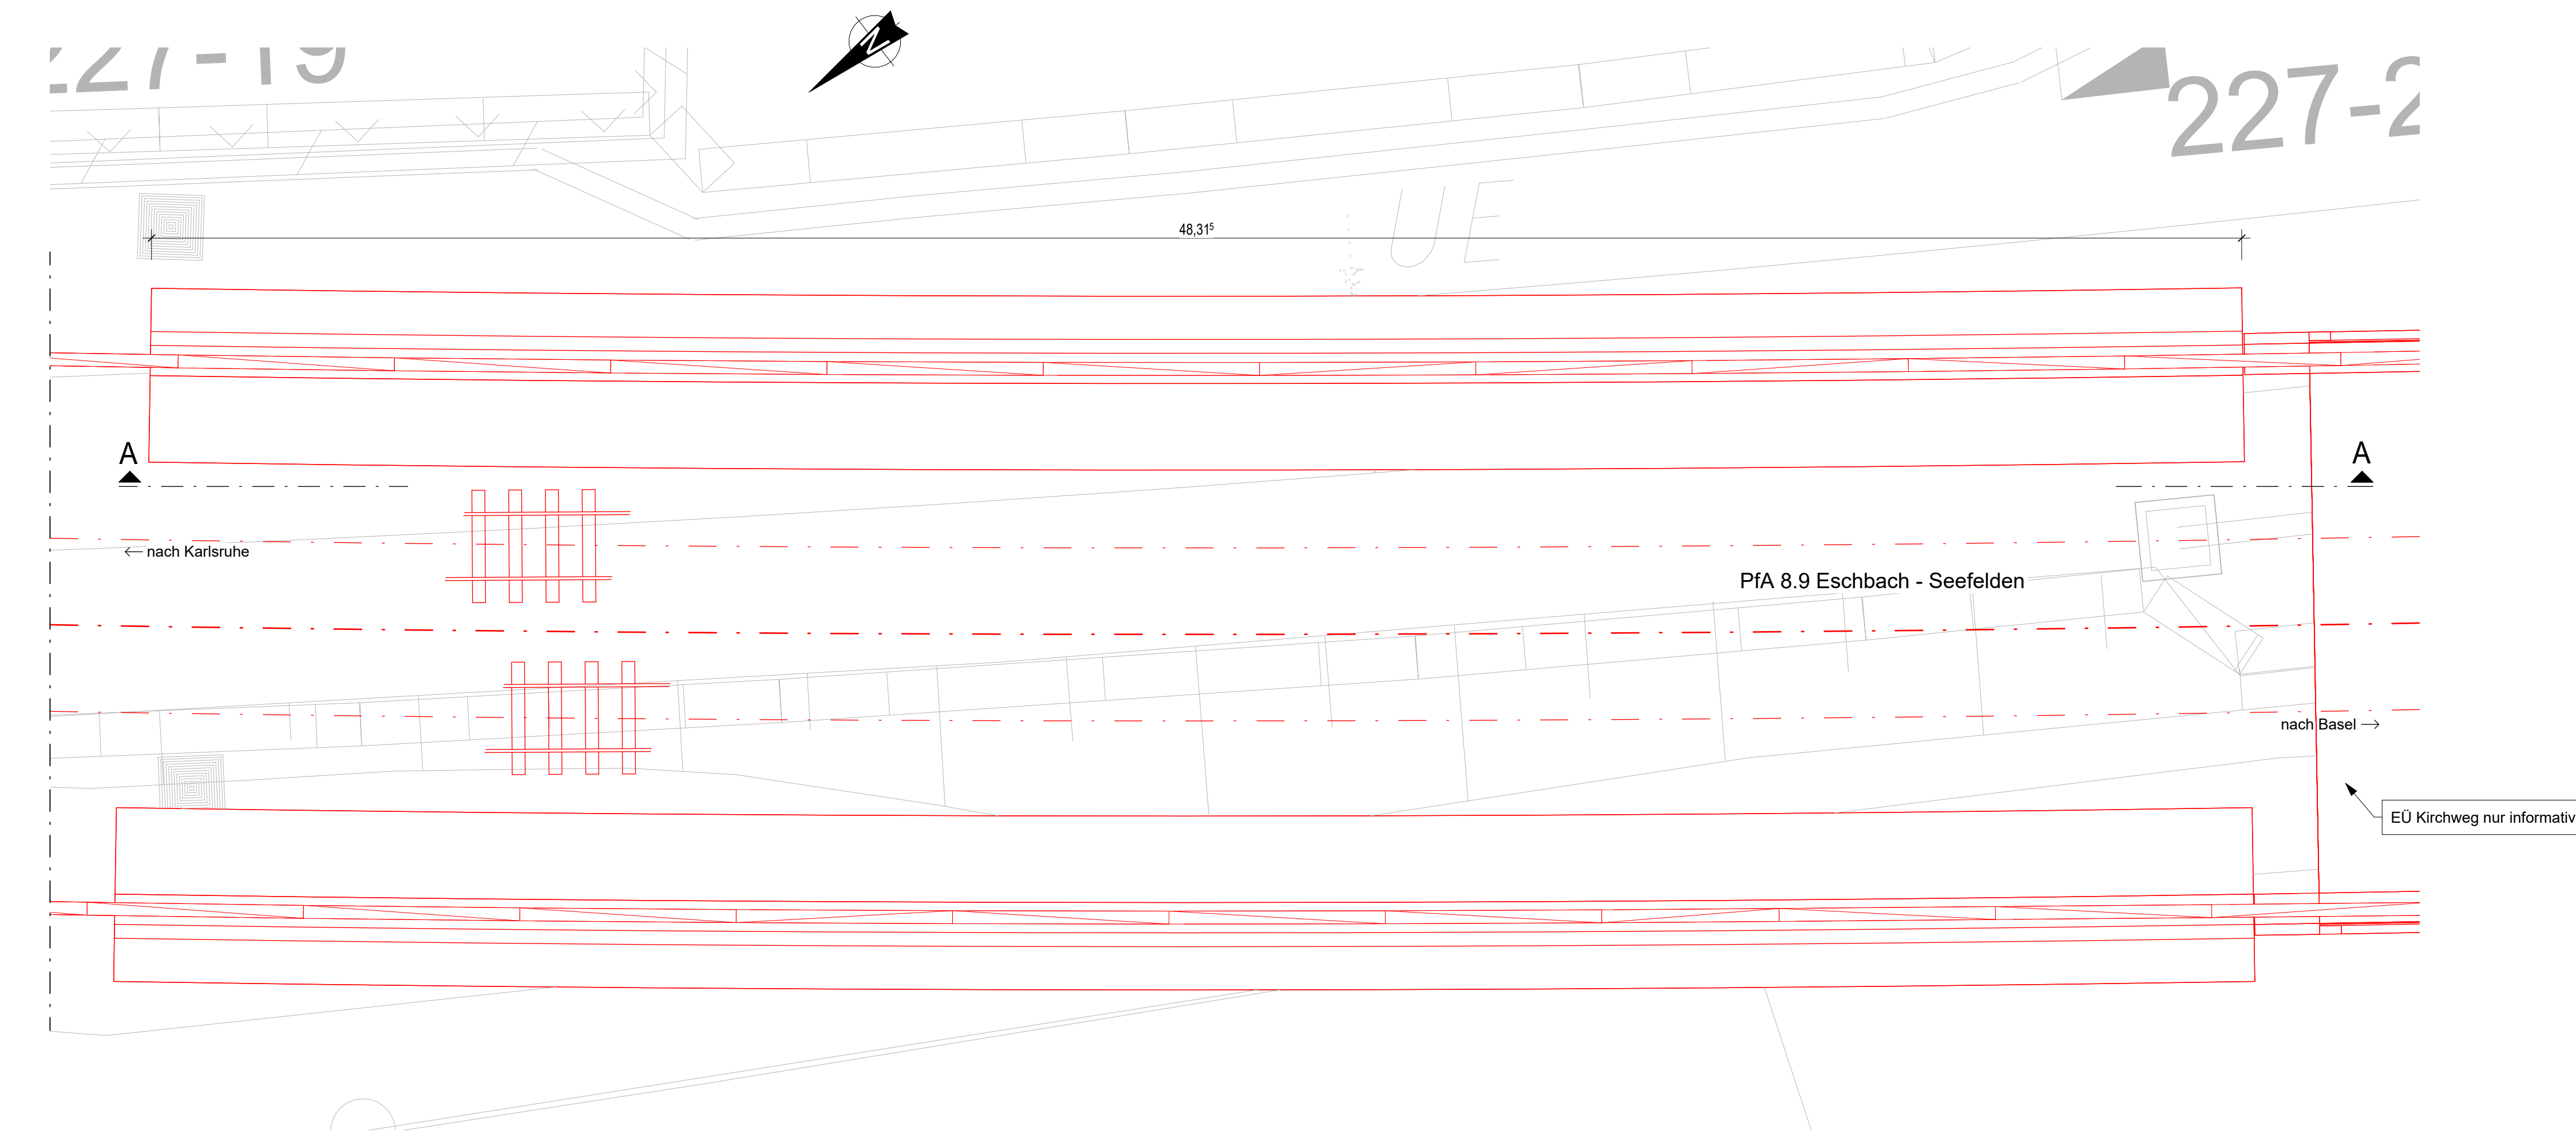 227-19
N
227-2
UE
48,31⁵
A
A
← nach Karlsruhe
PfA 8.9 Eschbach - Seefelden
nach Basel →
EÜ Kirchweg nur informativ